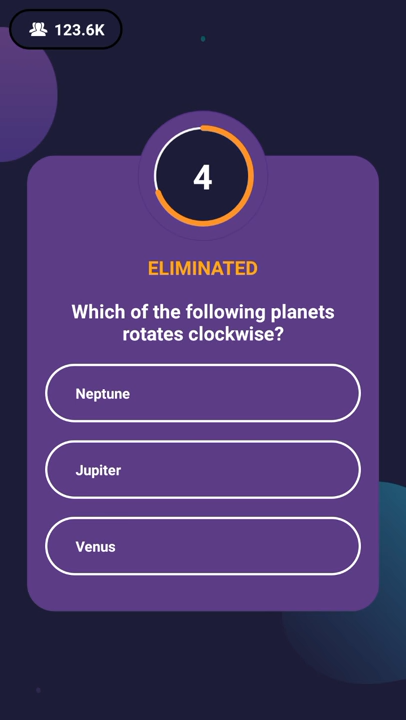 123.6K
4
ELIMINATED
Which of the following planets
rotates clockwise?
Neptune
Jupiter
Venus